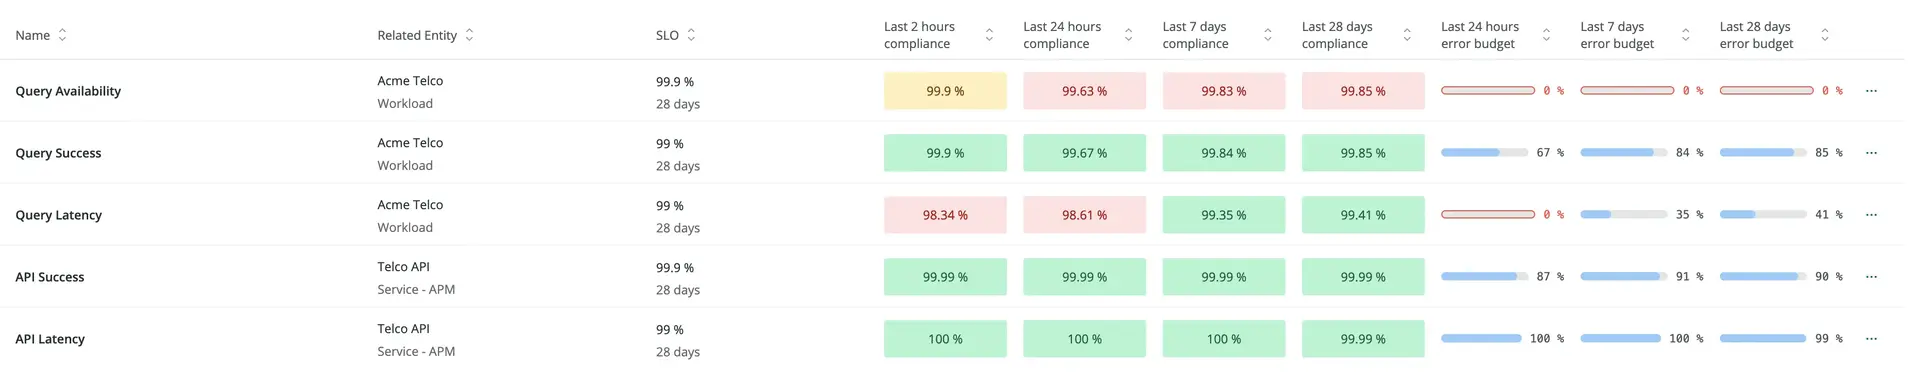 Name Related Entity SLO Last 2 hours compliance Last 24 hours compliance Last 7 days compliance Last 28 days compliance Last 24 hours error budget Last 7 days error budget Last 28 days error budget
Query Availability Acme Telco Workload 99.9 % 28 days 99.9 % 99.63 % 99.83 % 99.85 % 0 % 0 % 0 % ...
Query Success Acme Telco Workload 99 % 28 days 99.9 % 99.67 % 99.84 % 99.85 % 67 % 84 % 85 % ...
Query Latency Acme Telco Workload 99 % 28 days 98.34 % 98.61 % 99.35 % 99.41 % 0 % 35 % 41 % ...
API Success Telco API Service - APM 99.9 % 28 days 99.99 % 99.99 % 99.99 % 99.99 % 87 % 91 % 90 % ...
API Latency Telco API Service - APM 99 % 28 days 100 % 100 % 100 % 99.99 % 100 % 100 % 99 % ...